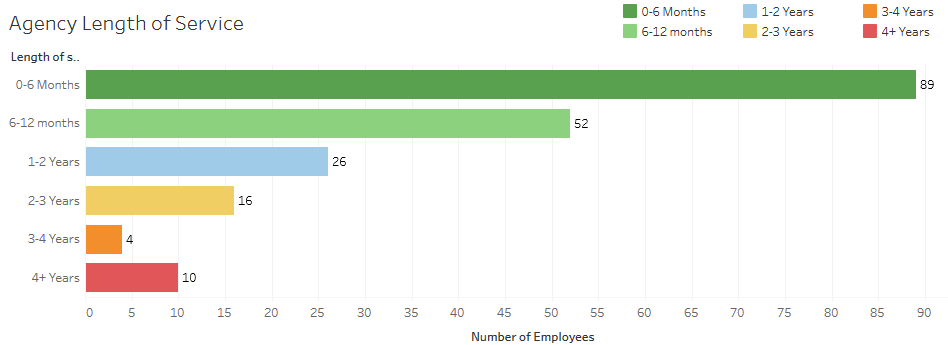 Agency Length of Service
0-6 Months 1-2 Years 3-4 Years
6-12 months 2-3 Years 4+ Years
Length of s..
0-6 Months 89
6-12 months 52
1-2 Years 26
2-3 Years 16
3-4 Years 4
4+ Years 10
0 5 10 15 20 25 30 35 40 45 50 55 60 65 70 75 80 85 90
Number of Employees